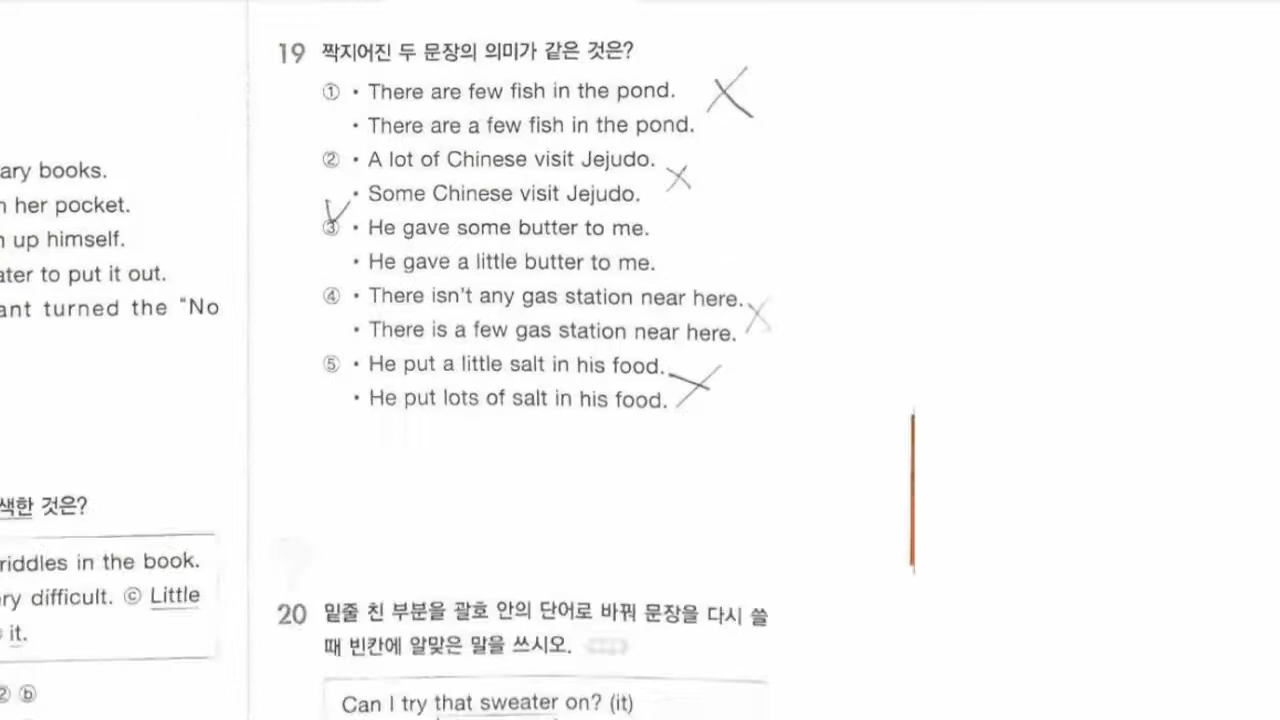 ary books.
her pocket.
up himself.
ater to put it out.
ant turned the "No
색한 것은?
riddles in the book.
ry difficult. ⓒ Little
it.
② ⓑ
19 짝지어진 두 문장의 의미가 같은 것은?
① • There are few fish in the pond.
• There are a few fish in the pond.
② • A lot of Chinese visit Jejudo.
• Some Chinese visit Jejudo.
③ • He gave some butter to me.
• He gave a little butter to me.
④ • There isn't any gas station near here.
• There is a few gas station near here.
⑤ • He put a little salt in his food.
• He put lots of salt in his food.
20 밑줄 친 부분을 괄호 안의 단어로 바꿔 문장을 다시 쓸
때 빈칸에 알맞은 말을 쓰시오.
Can I try that sweater on? (it)